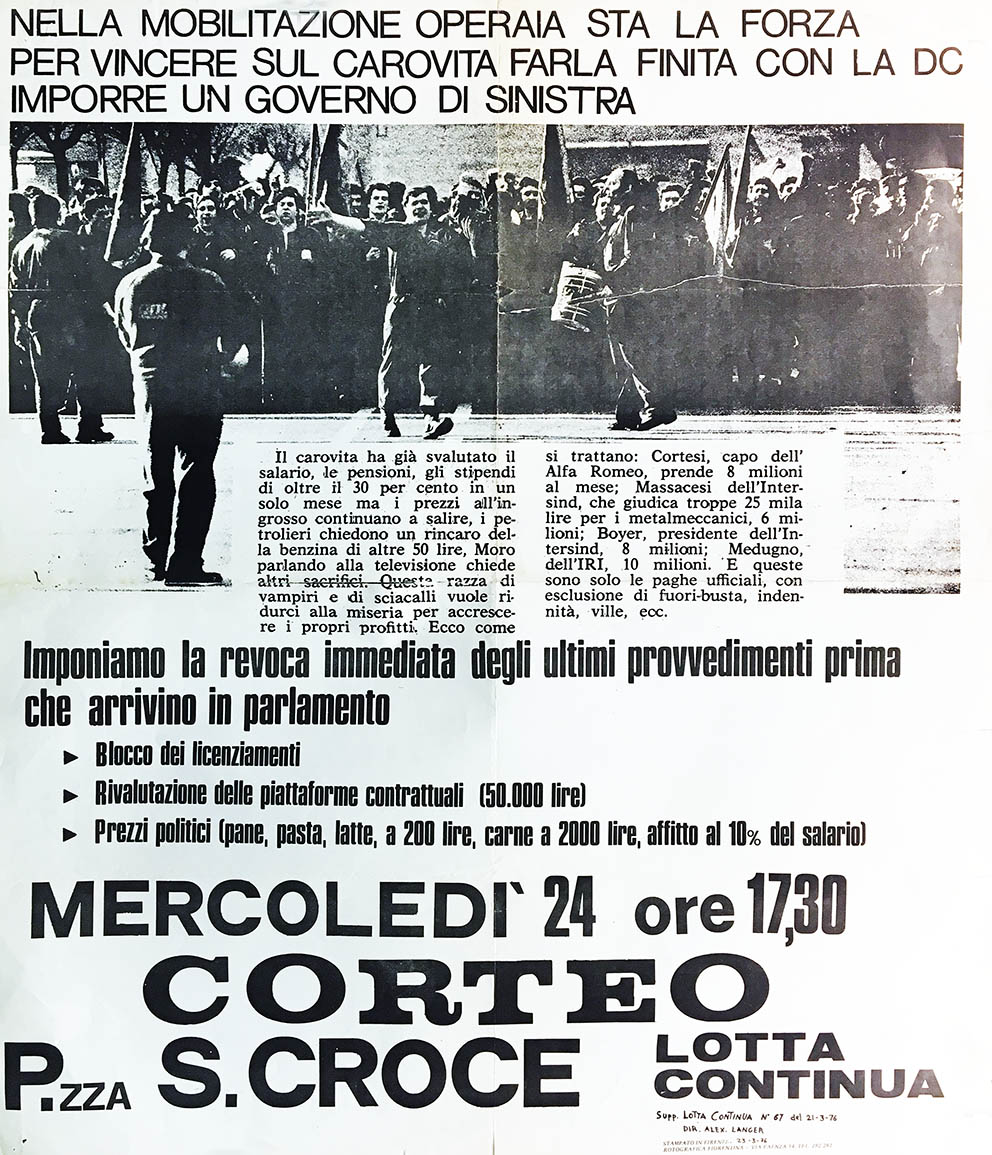 NELLA MOBILITAZIONE OPERAIA STA LA FORZA
PER VINCERE SUL CAROVITA FARLA FINITA CON LA DC
IMPORRE UN GOVERNO DI SINISTRA
Il carovita ha già svalutato il
salario, le pensioni, gli stipendi
di oltre il 30 per cento in un
solo mese ma i prezzi all'in-
grosso continuano a salire, i pe-
trolieri chiedono un rincaro del-
la benzina di altre 50 lire, Moro
parlando alla televisione chiede
altri sacrifici. Questa razza di
vampiri e di sciacalli vuole ri-
durci alla miseria per accresce-
re i propri profitti. Ecco come
si trattano: Cortesi, capo dell'
Alfa Romeo, prende 8 milioni
al mese; Massacesi dell'Inter-
sind, che giudica troppe 25 mila
lire per i metalmeccanici, 6 mi-
lioni; Boyer, presidente dell'In-
tersind, 8 milioni; Medugno,
dell'IRI, 10 milioni. E queste
sono solo le paghe ufficiali, con
esclusione di fuori-busta, inden-
nità, ville, ecc.
Imponiamo la revoca immediata degli ultimi provvedimenti prima
che arrivino in parlamento
► Blocco dei licenziamenti
► Rivalutazione delle piattaforme contrattuali (50.000 lire)
► Prezzi politici (pane, pasta, latte, a 200 lire, carne a 2000 lire, affitto al 10% del salario)
MERCOLEDI` 24 ore 17,30
CORTEO
P.ZZA S. CROCE
LOTTA
CONTINUA
Supp. LOTTA CONTINUA N° 67 del 21-3-76
DIR. ALEX. LANGER
STAMPATO IN FIRENZE. 23-3-76
ROTOGRAFICA FIORENTINA - VIA FAENZA 54. TEL.